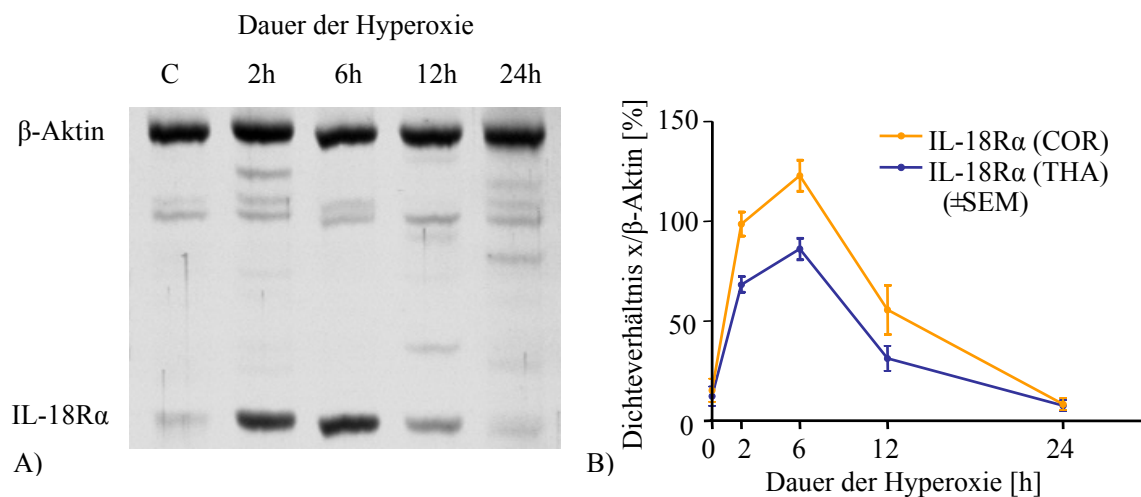 Dauer der Hyperoxie
C 2h 6h 12h 24h
β-Aktin
IL-18Rα
A)
Dichteverhältnis x/β-Aktin [%]
150
100
50
0
IL-18Rα (COR)
IL-18Rα (THA)
(±SEM)
0 2 6 12 24
Dauer der Hyperoxie [h]
B)